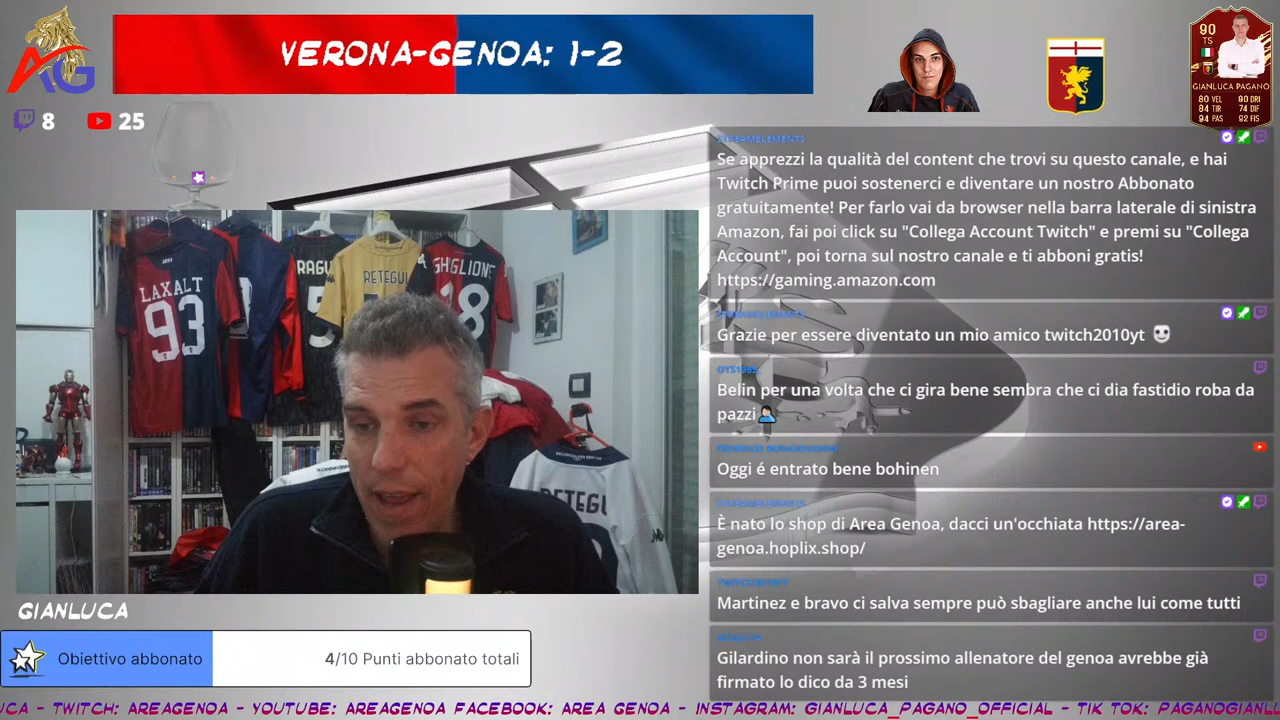 VERONA-GENOA: 1-2
AG
90
TS
GIANLUCA PAGANO
80 VEL 90 DRI
84 TIR 74 DIF
94 PAS 92 FIS
8 25
STREAMELEMENTS
Se apprezzi la qualità del content che trovi su questo canale, e hai
Twitch Prime puoi sostenerci e diventare un nostro Abbonato
gratuitamente! Per farlo vai da browser nella barra laterale di sinistra
Amazon, fai poi click su "Collega Account Twitch" e premi su "Collega
Account", poi torna sul nostro canale e ti abboni gratis!
https://gaming.amazon.com
Grazie per essere diventato un mio amico twitch2010yt
Belin per una volta che ci gira bene sembra che ci dia fastidio roba da
pazzi
Oggi é entrato bene bohinen
È nato lo shop di Area Genoa, dacci un'occhiata https://area-
genoa.hoplix.shop/
Martinez e bravo ci salva sempre può sbagliare anche lui come tutti
Gilardino non sarà il prossimo allenatore del genoa avrebbe già
firmato lo dico da 3 mesi
LAXALT
93
RAGU
5
RETEGUI
GHIGLIONE
18
RETEGU
GIANLUCA
Obiettivo abbonato 4/10 Punti abbonato totali
UCA - TWITCH: AREAGENOA - YOUTUBE: AREAGENOA FACEBOOK: AREA GENOA - INSTAGRAM: GIANLUCA_PAGANO_OFFICIAL - TIK TOK: PAGANOGIANLU